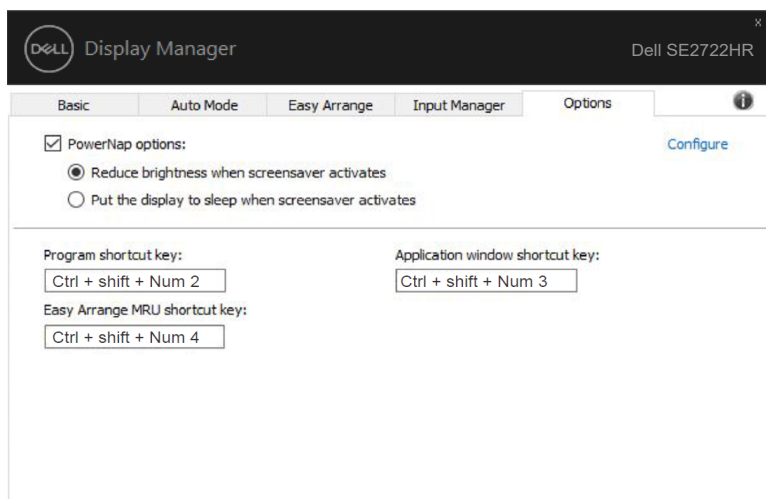 x
DELL Display Manager
Dell SE2722HR
Basic Auto Mode Easy Arrange Input Manager Options i
PowerNap options: Configure
Reduce brightness when screensaver activates
Put the display to sleep when screensaver activates
Program shortcut key: Application window shortcut key:
Ctrl + shift + Num 2 Ctrl + shift + Num 3
Easy Arrange MRU shortcut key:
Ctrl + shift + Num 4